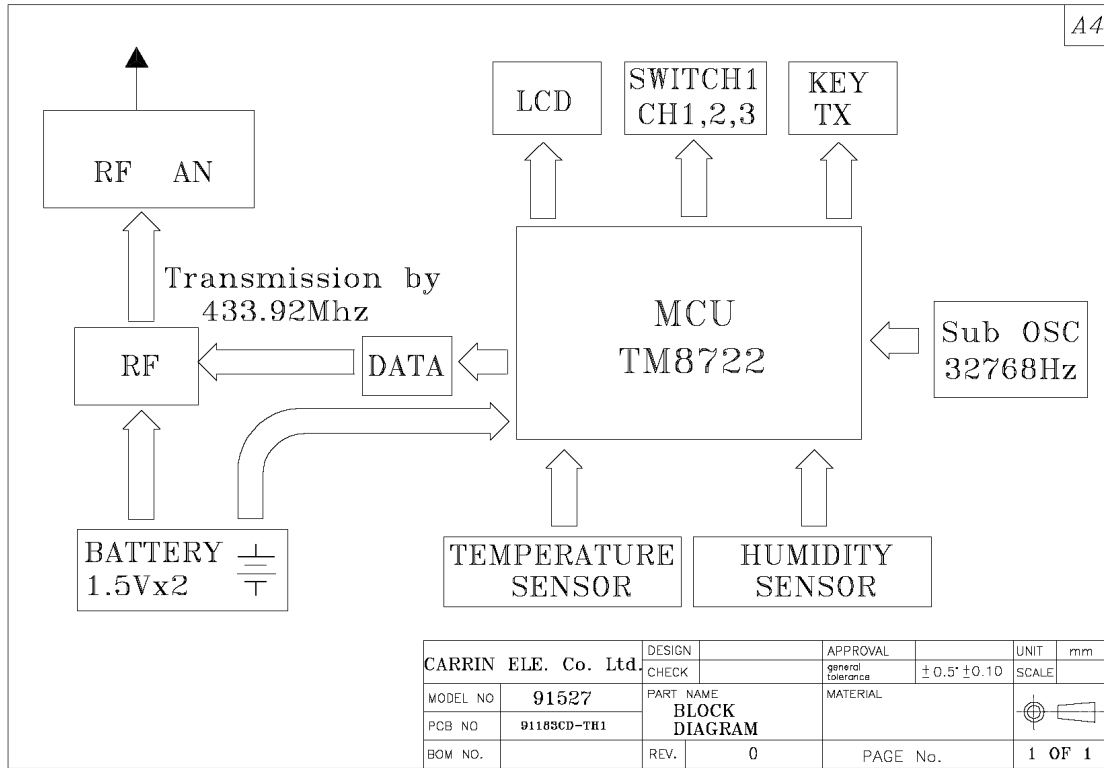 A4
LCD
SWITCH1
CH1,2,3
KEY
TX
RF AN
Transmission by
433.92Mhz
MCU
TM8722
Sub OSC
32768Hz
RF
DATA
BATTERY
1.5Vx2
TEMPERATURE
SENSOR
HUMIDITY
SENSOR
CARRIN ELE. Co. Ltd.
DESIGN
APPROVAL
UNIT mm
CHECK
general
tolerance
±0.5° ±0.10
SCALE
MODEL NO 91527
PART NAME
BLOCK
DIAGRAM
MATERIAL
PCB NO 91183CD-TH1
BOM NO.
REV. 0
PAGE No. 1 OF 1